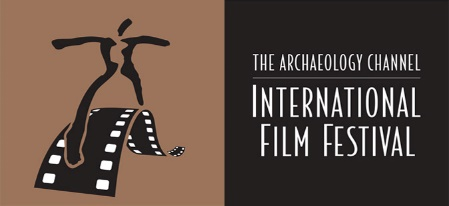 THE ARCHAEOLOGY CHANNEL
INTERNATIONAL
FILM FESTIVAL